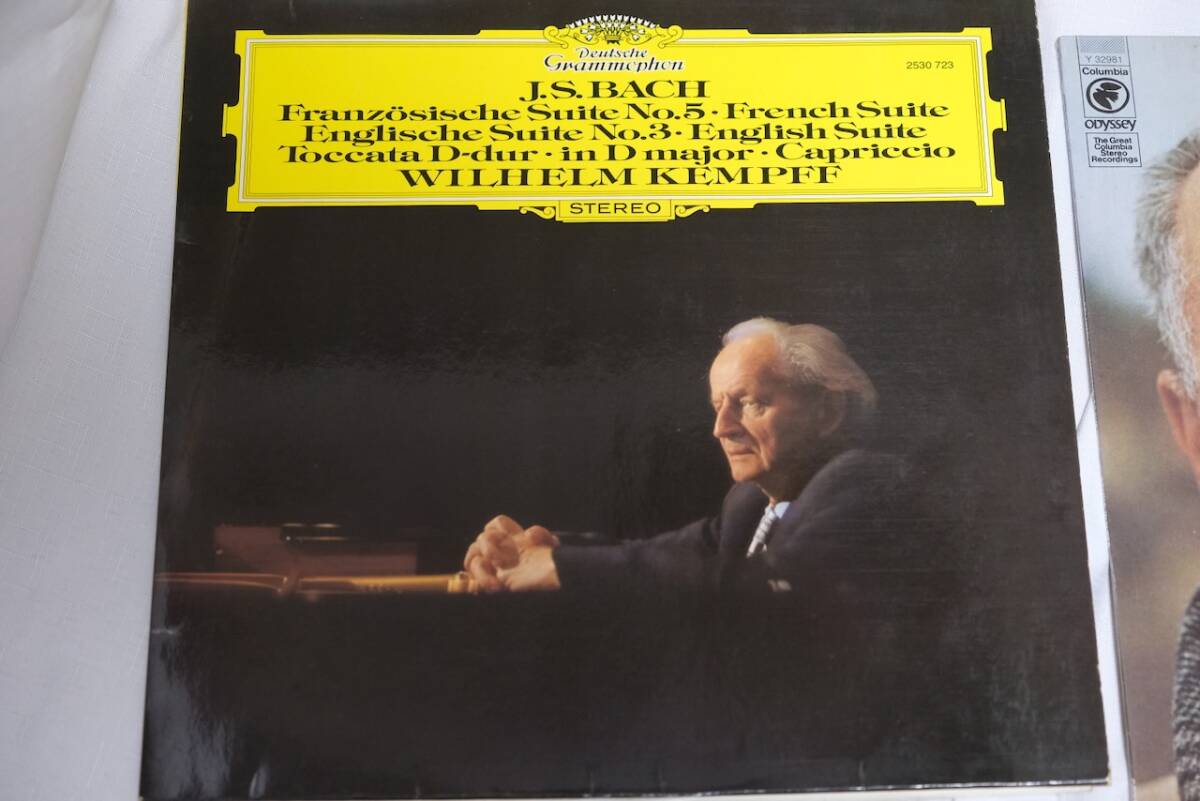 Deutsche
Grammophon
2530 723
J.S. BACH
Französische Suite No. 5 · French Suite
Englische Suite No. 3 · English Suite
Toccata D-dur · in D major · Capriccio
WILHELM KEMPFF
STEREO
Y 32981
Columbia
ODYSSEY
The Great
Columbia
Stereo
Recordings